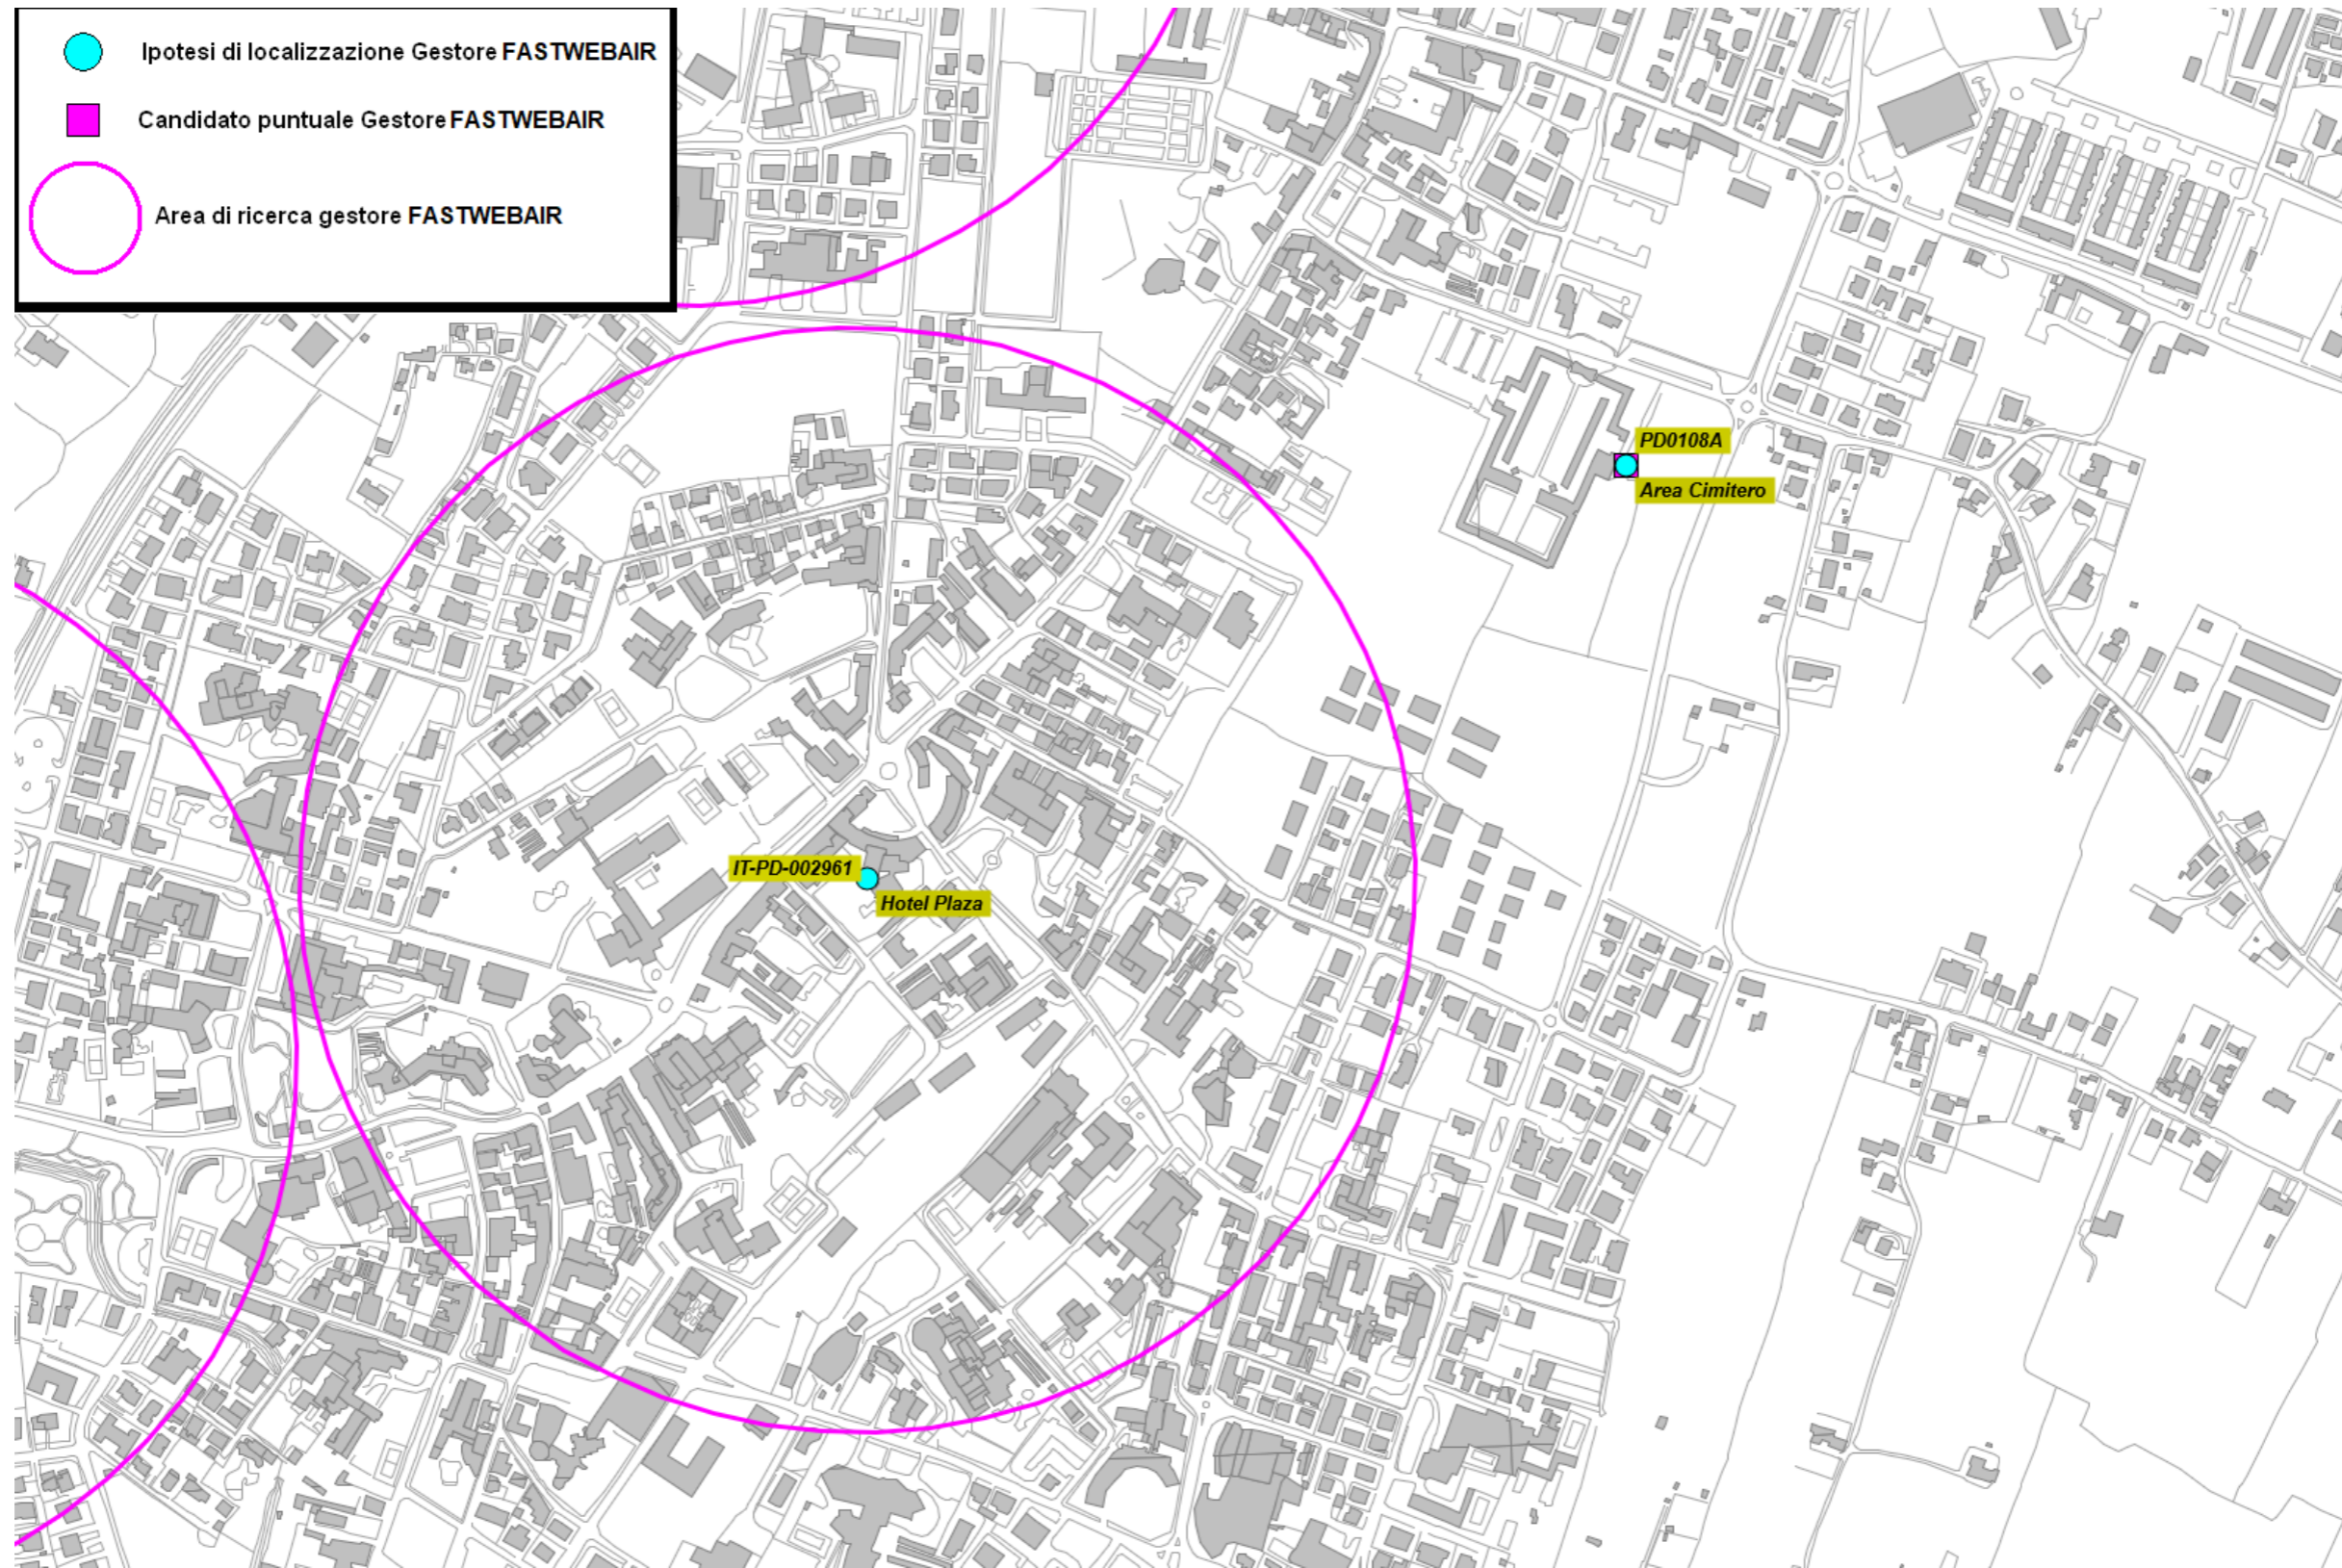 Ipotesi di localizzazione Gestore FASTWEBAIR
Candidato puntuale Gestore FASTWEBAIR
Area di ricerca gestore FASTWEBAIR
PD0108A
Area Cimitero
IT-PD-002961
Hotel Plaza